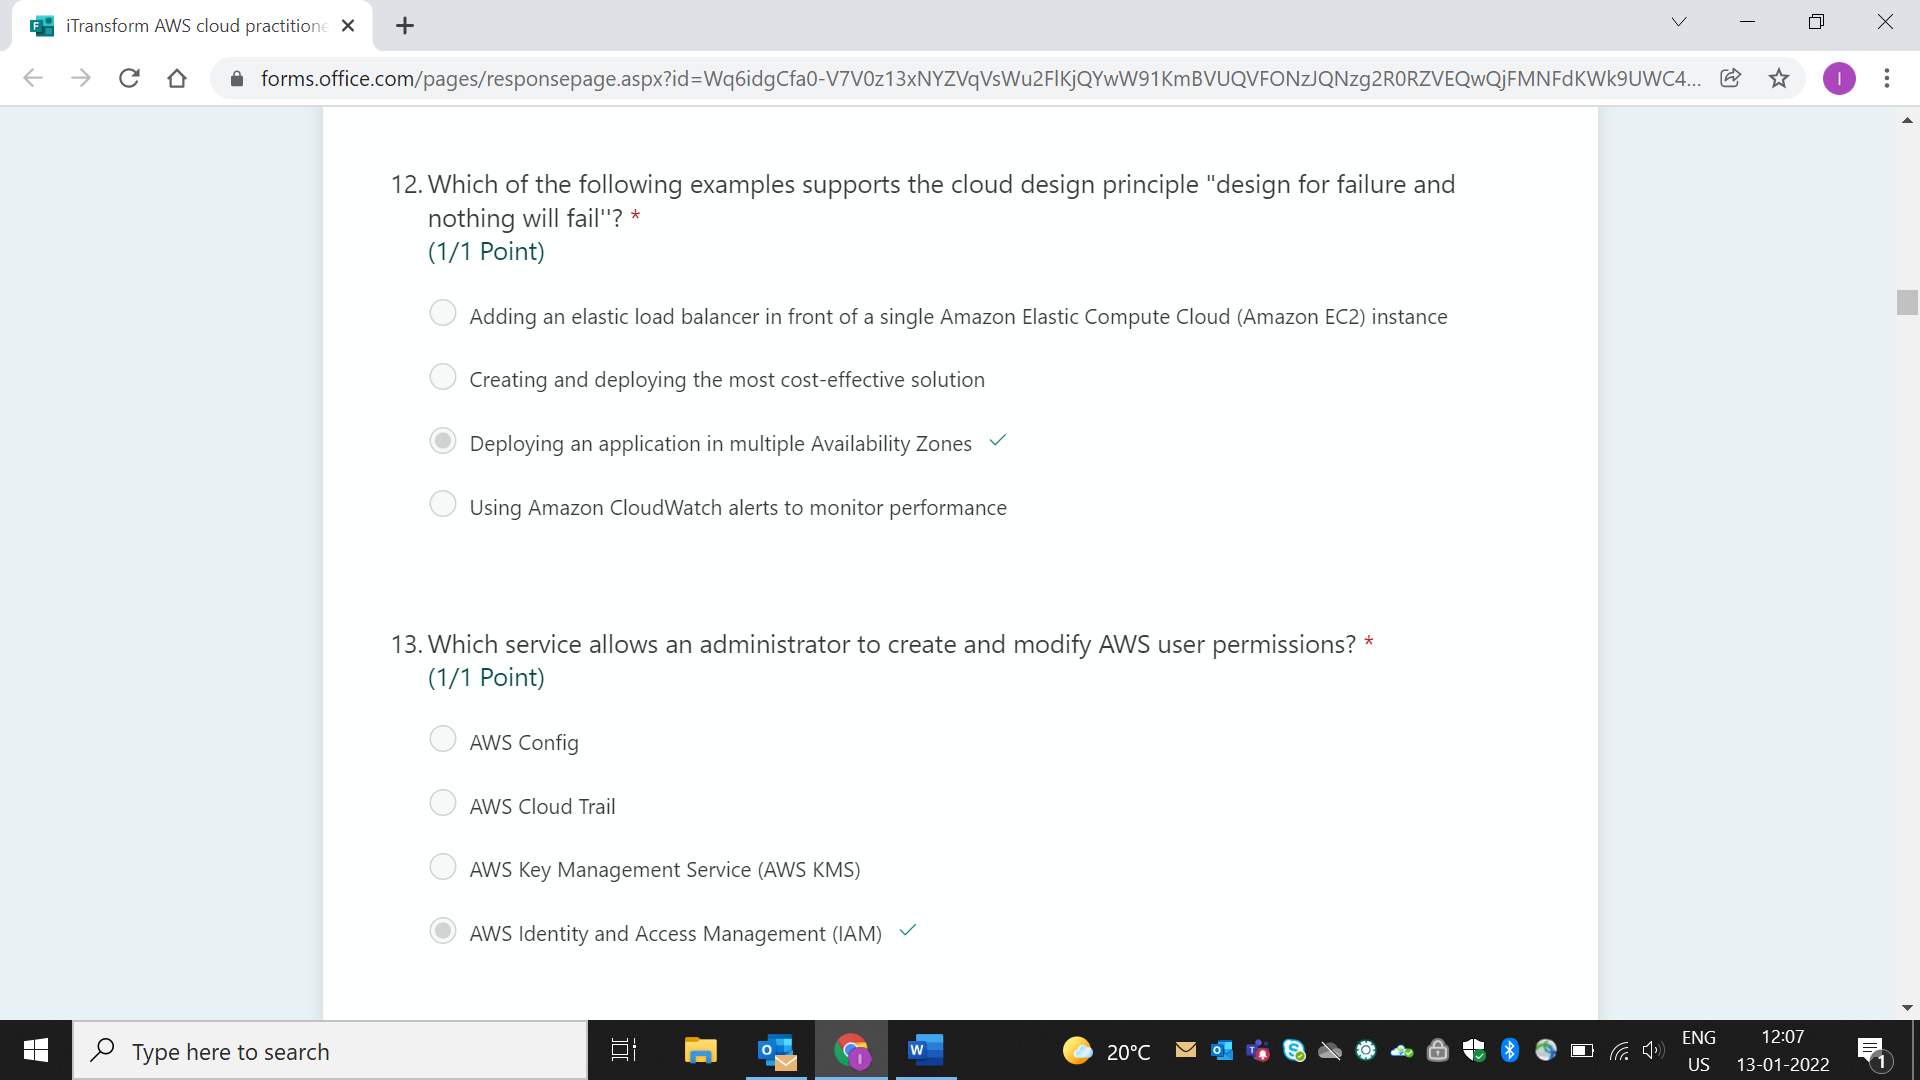 iTransform AWS cloud practitione
forms.office.com/pages/responsepage.aspx?id=Wq6idgCfa0-V7V0z13xNYZVqVsWu2FlKjQYwW91KmBVUQVFONzJQNzg2R0RZVEQwQjFMNFdKWk9UWC4...
I
12. Which of the following examples supports the cloud design principle "design for failure and
nothing will fail''? *
(1/1 Point)
Adding an elastic load balancer in front of a single Amazon Elastic Compute Cloud (Amazon EC2) instance
Creating and deploying the most cost-effective solution
Deploying an application in multiple Availability Zones
Using Amazon CloudWatch alerts to monitor performance
13. Which service allows an administrator to create and modify AWS user permissions? *
(1/1 Point)
AWS Config
AWS Cloud Trail
AWS Key Management Service (AWS KMS)
AWS Identity and Access Management (IAM)
Type here to search
20°C
ENG
US
12:07
13-01-2022
1